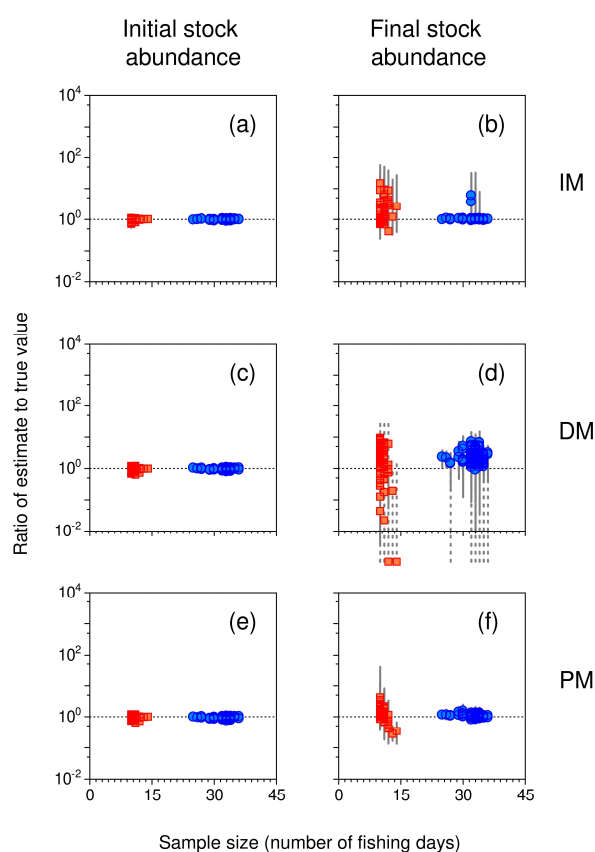 Initial stock
abundance
Final stock
abundance
10^4
10^2
10^0
10^-2
(a)
(b)
IM
10^4
10^2
10^0
10^-2
(c)
(d)
DM
10^4
10^2
10^0
10^-2
(e)
(f)
PM
0 15 30 45
0 15 30 45
Ratio of estimate to true value
Sample size (number of fishing days)